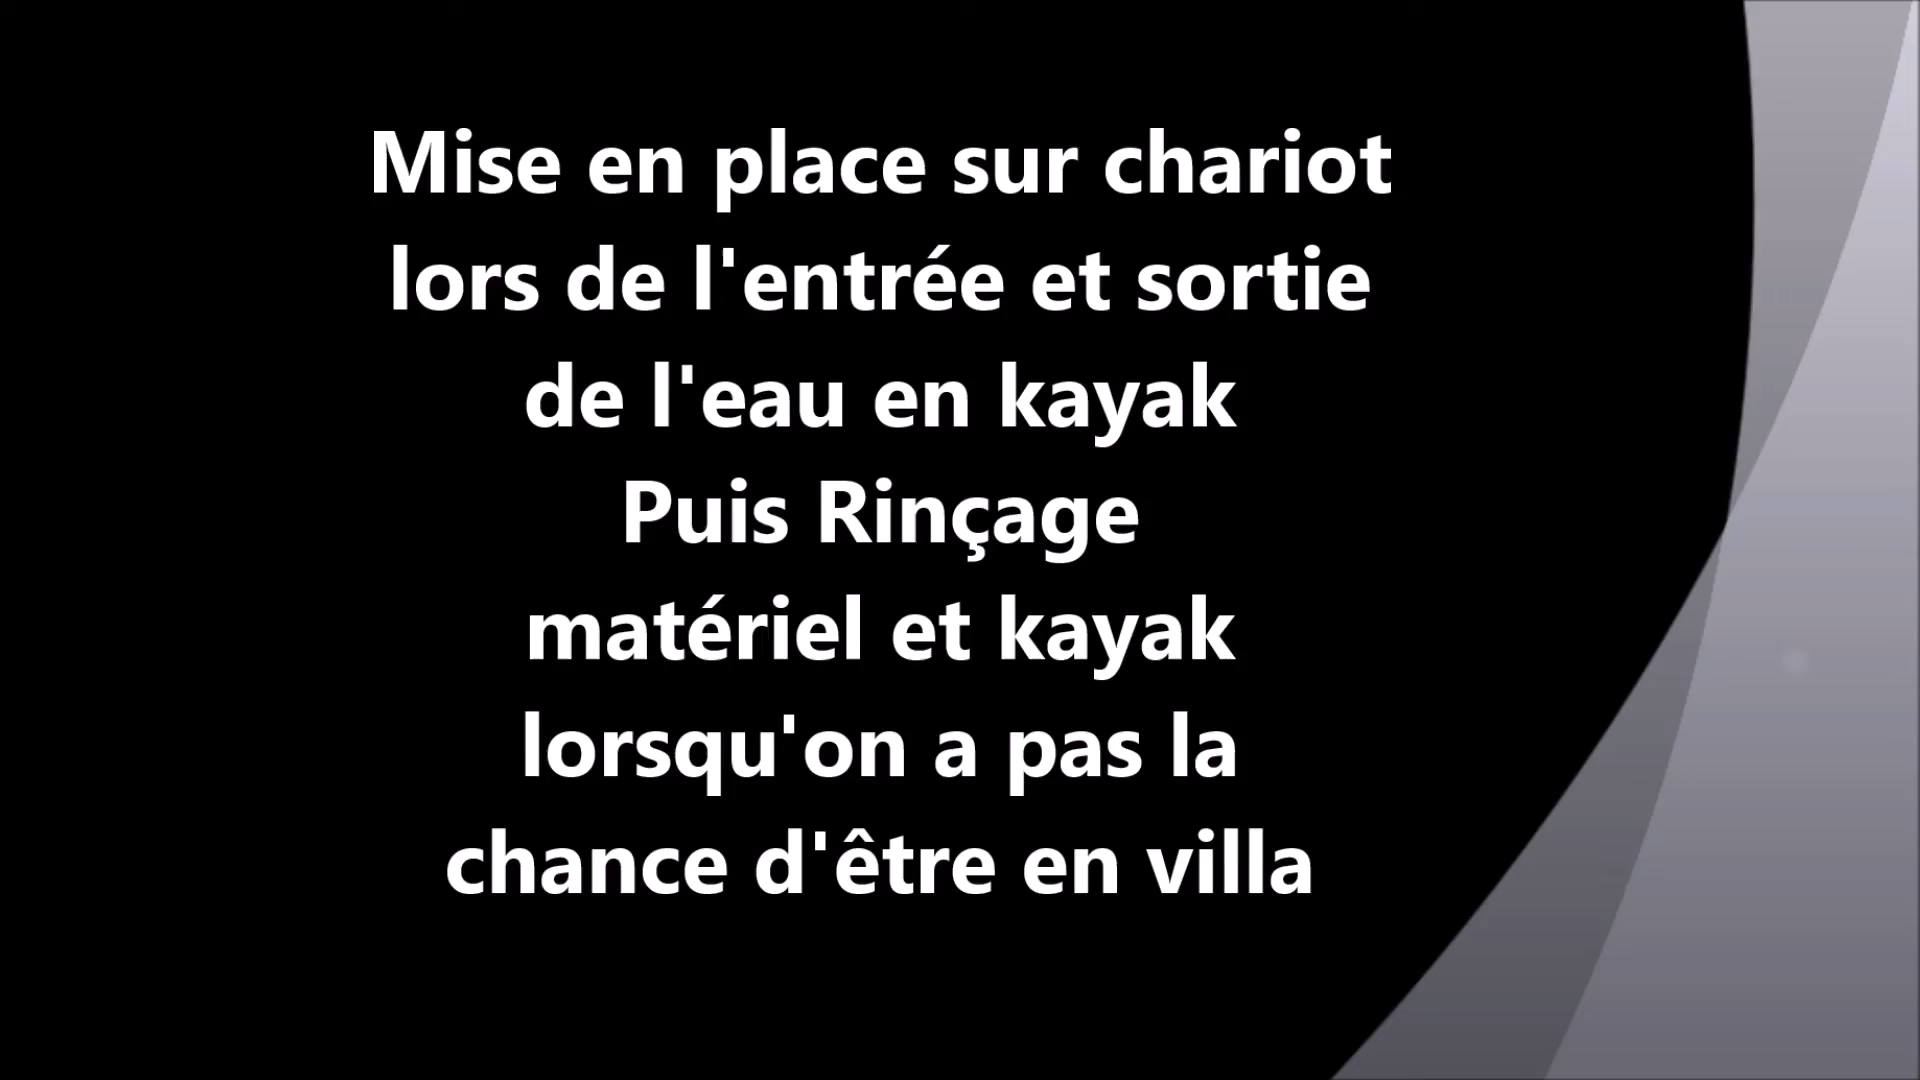 Mise en place sur chariot
lors de l'entrée et sortie
de l'eau en kayak
Puis Rinçage
matériel et kayak
lorsqu'on a pas la
chance d'être en villa